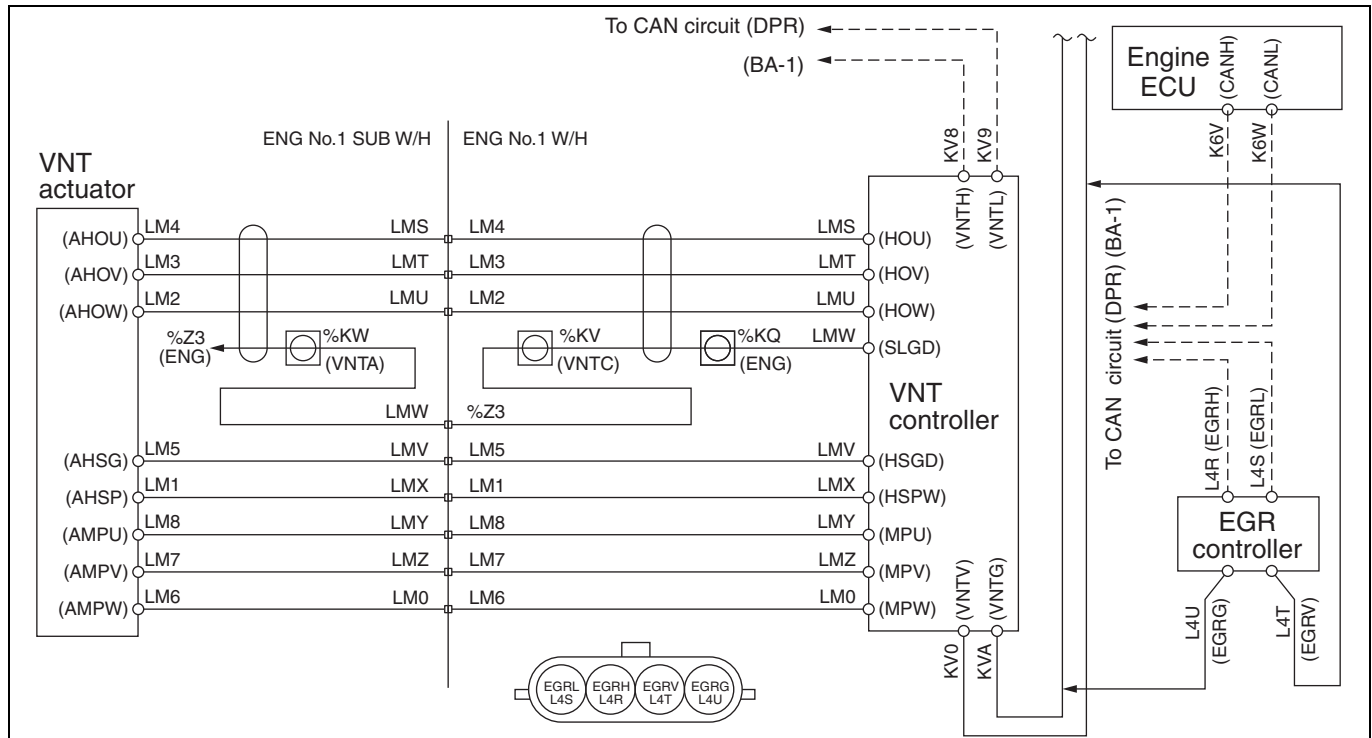 To CAN circuit (DPR)
(BA-1)
Engine
ECU
(CANH)
(CANL)
K6V
K6W
ENG No.1 SUB W/H
ENG No.1 W/H
KV8
KV9
(VNTH)
(VNTL)
VNT
actuator
(AHOU) LM4 LMS LM4 LMS (HOU)
(AHOV) LM3 LMT LM3 LMT (HOV)
(AHOW) LM2 LMU LM2 LMU (HOW)
%Z3
(ENG)
%KW
(VNTA)
%KV
(VNTC)
%KQ
(ENG)
LMW (SLGD)
LMW %Z3
VNT
controller
(AHSG) LM5 LMV LM5 LMV (HSGD)
(AHSP) LM1 LMX LM1 LMX (HSPW)
(AMPU) LM8 LMY LM8 LMY (MPU)
(AMPV) LM7 LMZ LM7 LMZ (MPV)
(AMPW) LM6 LM0 LM6 LM0 (MPW)
(VNTV)
(VNTG)
KV0
KVA
To CAN circuit (DPR) (BA-1)
L4R (EGRH)
L4S (EGRL)
EGR
controller
L4U
(EGRG)
L4T
(EGRV)
EGRL
L4S
EGRH
L4R
EGRV
L4T
EGRG
L4U